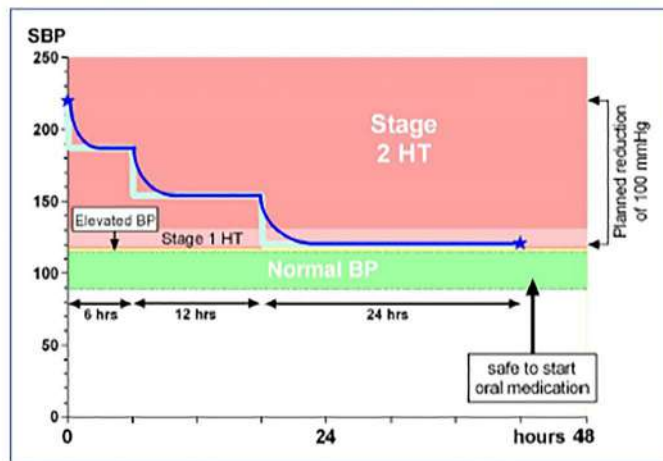 SBP
250
200
150
100
50
0
Stage
2 HT
Elevated BP
Stage 1 HT
Normal BP
6 hrs
12 hrs
24 hrs
Planned reduction
of 100 mmHg
safe to start
oral medication
0
24
hours 48